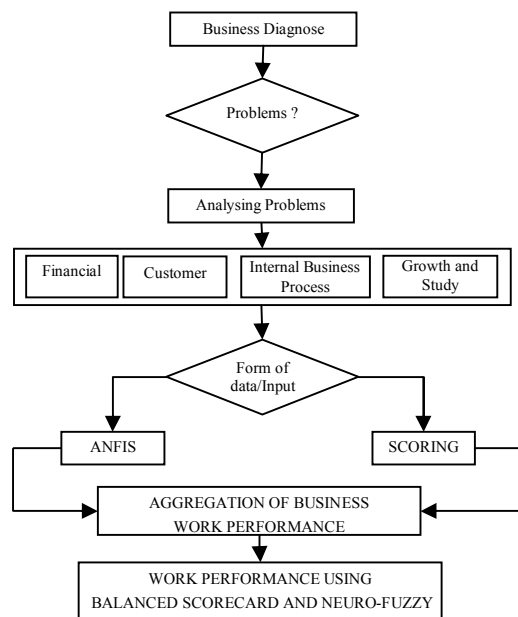 Business Diagnose
Problems ?
Analysing Problems
Financial
Customer
Internal Business
Process
Growth and
Study
Form of
data/Input
ANFIS
SCORING
AGGREGATION OF BUSINESS
WORK PERFORMANCE
WORK PERFORMANCE USING
BALANCED SCORECARD AND NEURO-FUZZY